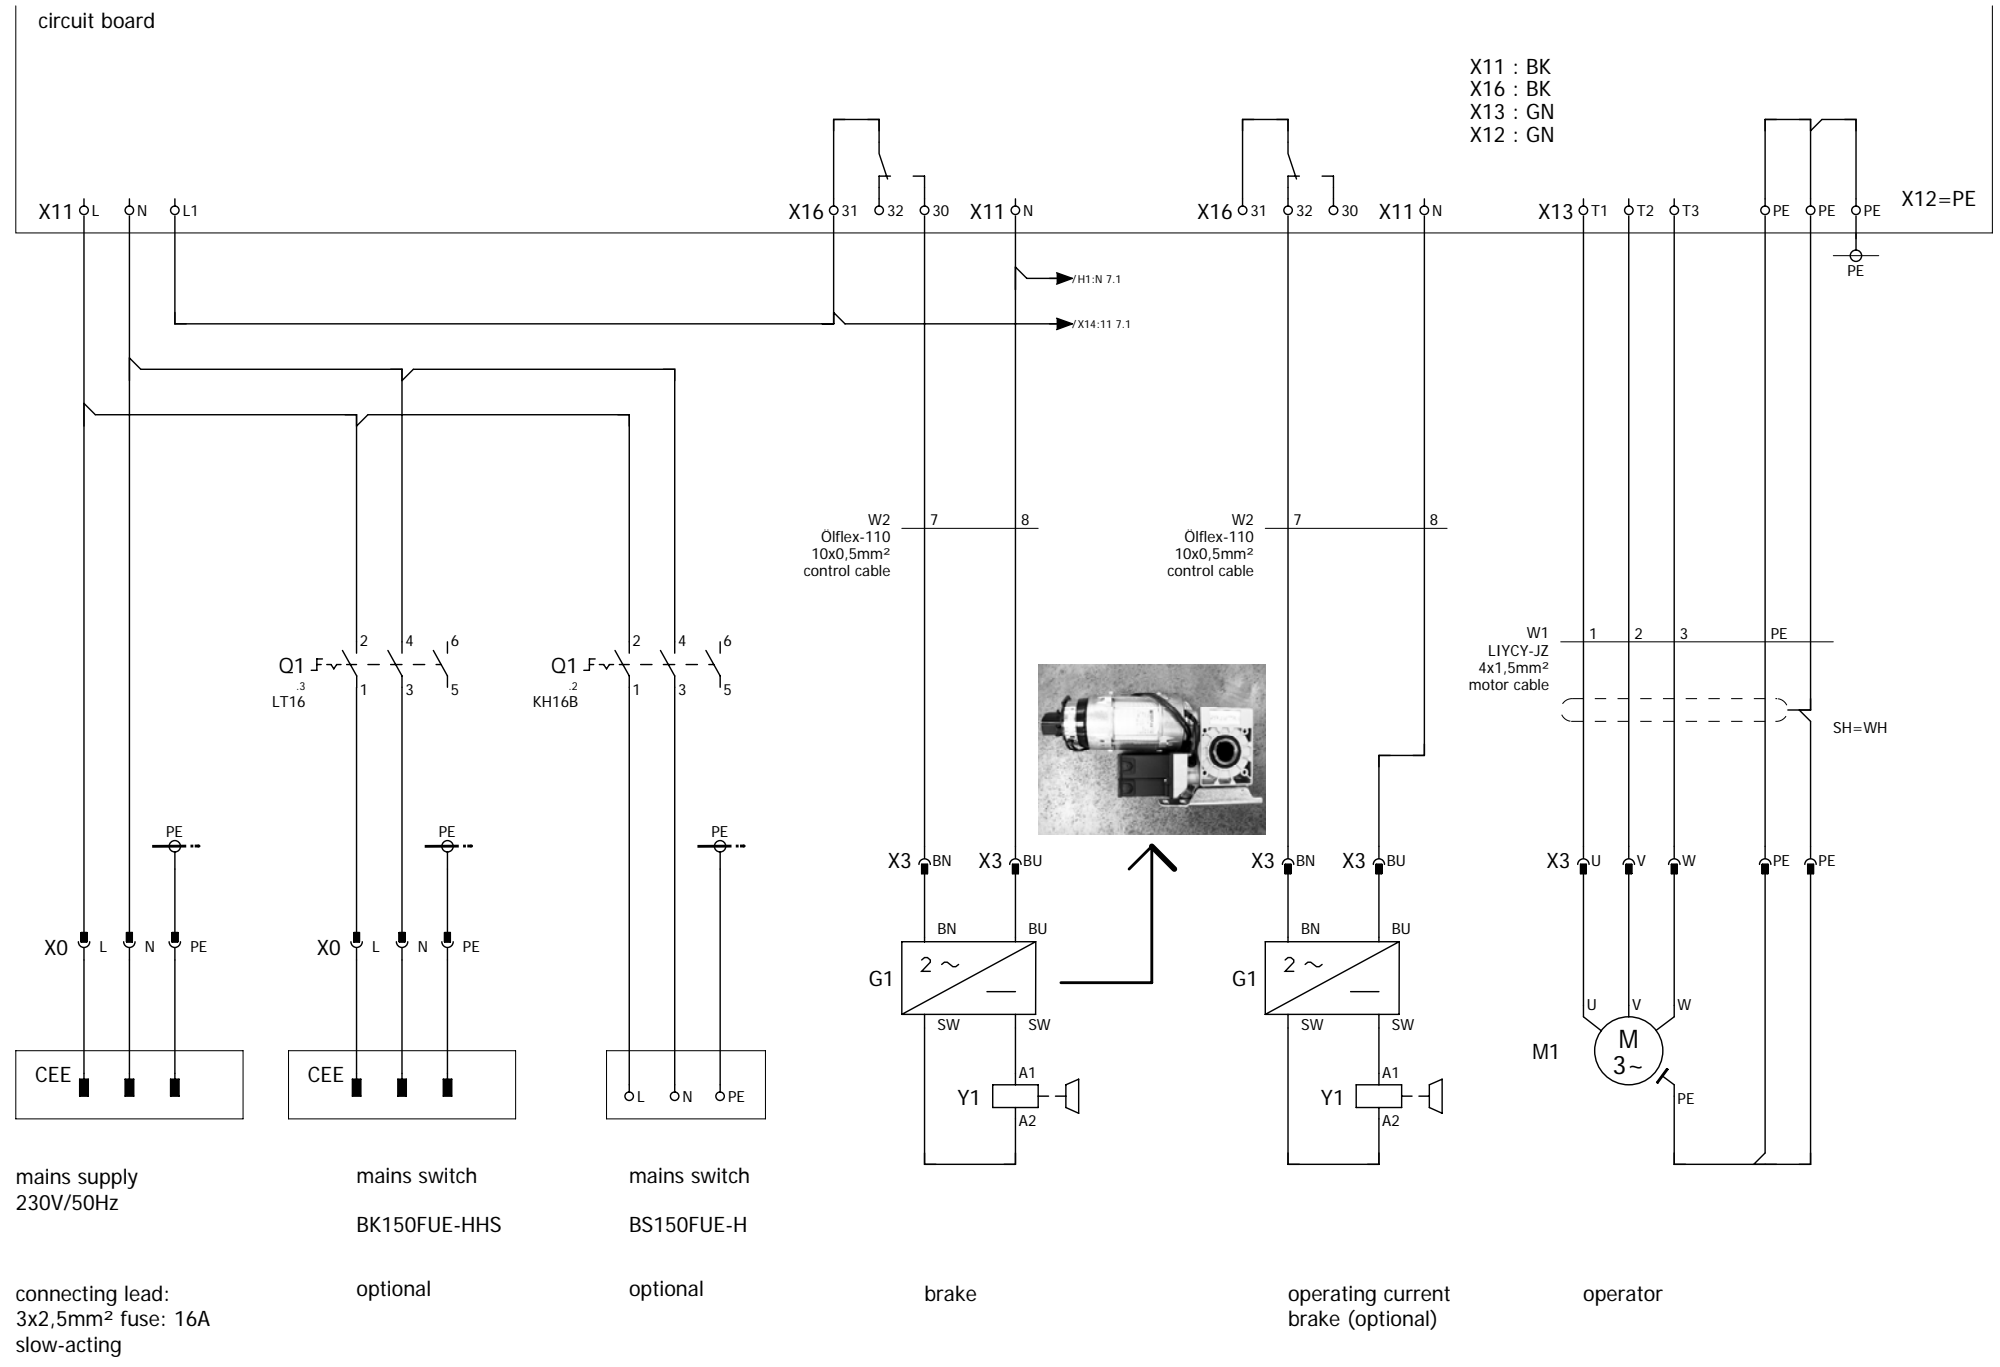 circuit board
X11 : BK
X16 : BK
X13 : GN
X12 : GN
X11 L N L1 X16 31 32 30 X11 N X16 31 32 30 X11 N X13 T1 T2 T3 PE PE PE X12=PE
PE
/H1:N 7.1
/X14:11 7.1
W2 7 8
Ölflex-110
10x0,5mm²
control cable
W2 7 8
Ölflex-110
10x0,5mm²
control cable
W1 1 2 3 PE
LIYCY-JZ
4x1,5mm²
motor cable
SH=WH
2 4 6
Q1
.3
LT16
1 3 5
2 4 6
Q1
.2
KH16B
1 3 5
PE PE PE
X3 BN X3 BU X3 BN X3 BU X3 U V W PE PE
X0 L N PE X0 L N PE
BN BU BN BU
G1 2 ~ G1 2 ~
SW SW SW SW
U V W
M1 M
3~
PE
CEE CEE L N PE
A1 A1
Y1 Y1
A2 A2
mains supply
230V/50Hz
connecting lead:
3x2,5mm² fuse: 16A
slow-acting
mains switch
BK150FUE-HHS
optional
mains switch
BS150FUE-H
optional
brake
operating current
brake (optional)
operator